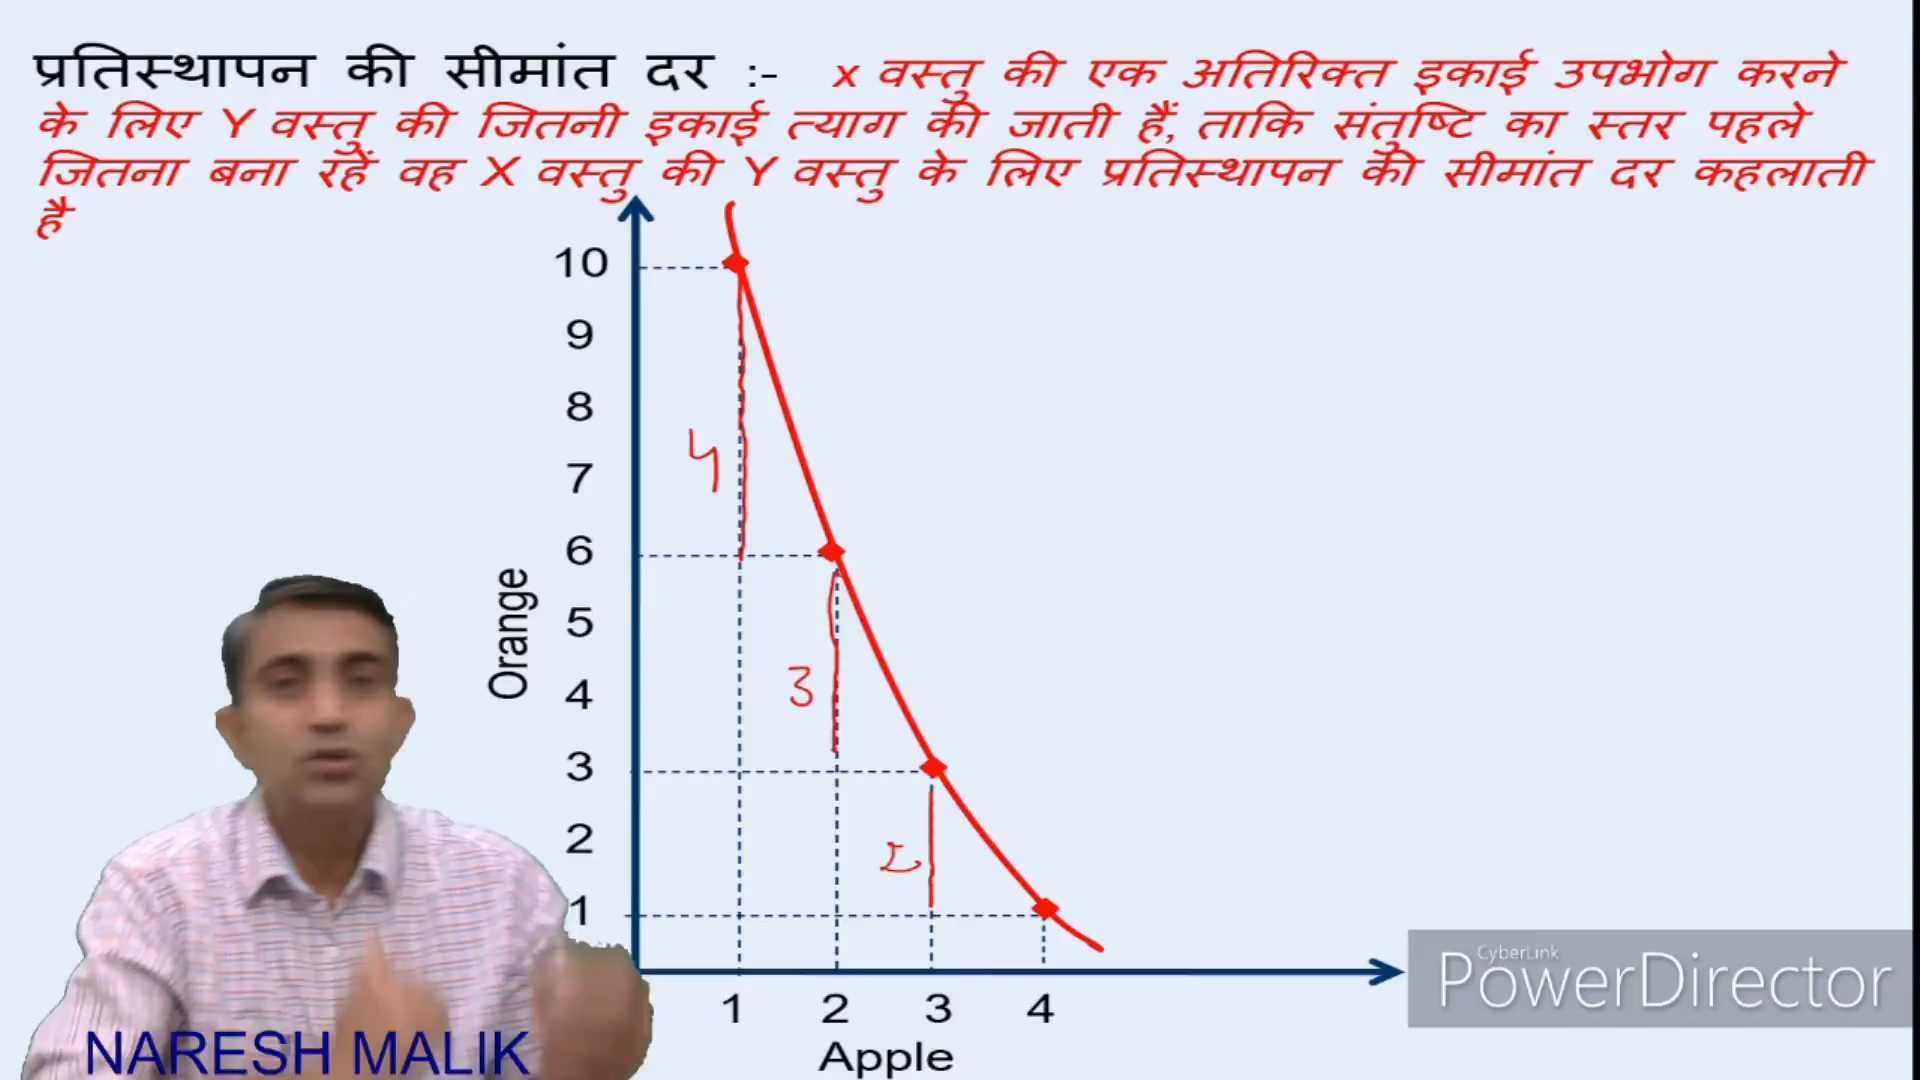 प्रतिस्थापन की सीमांत दर :- x वस्तु की एक अतिरिक्त इकाई उपभोग करने
के लिए Y वस्तु की जितनी इकाई त्याग की जाती हैं, ताकि संतुष्टि का स्तर पहले
जितना बना रहें वह X वस्तु की Y वस्तु के लिए प्रतिस्थापन की सीमांत दर कहलाती
है
10
9
8
7
6
5
4
3
2
1
Orange
4
3
2
1 2 3 4
Apple
NARESH MALIK
CyberLink
PowerDirector